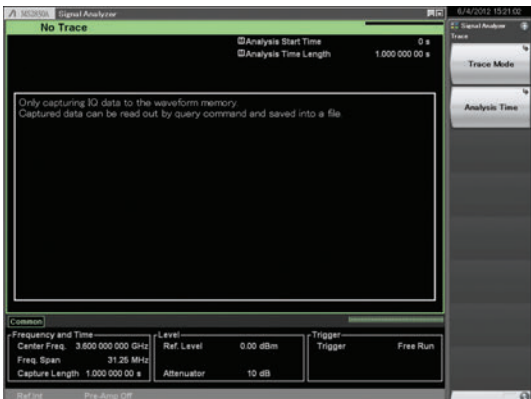 MS2850A Signal Analyzer
6/4/2012 15:21:02
No Trace
Signal Analyzer
Trace
Analysis Start Time 0 s
Analysis Time Length 1.000 000 00 s
Trace Mode
Analysis Time
Only capturing IQ data to the waveform memory.
Captured data can be read out by query command and saved into a file.
Common
Frequency and Time
Center Freq. 3.600 000 000 GHz
Freq. Span 31.25 MHz
Capture Length 1.000 000 00 s
Level
Ref. Level 0.00 dBm
Attenuator 10 dB
Trigger
Trigger Free Run
Ref.Int Pre-Amp Off